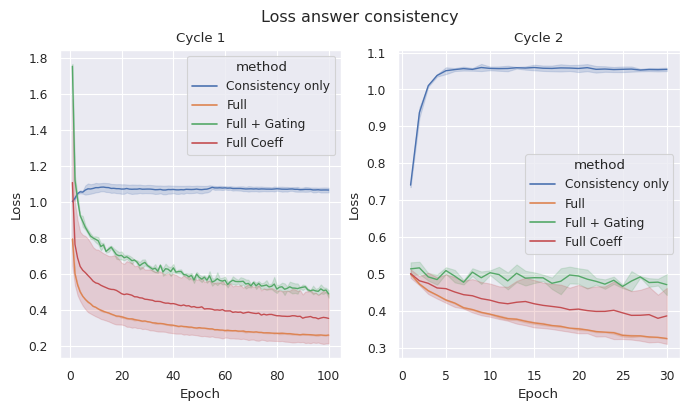 Loss answer consistency
Cycle 1
Loss
1.8
1.6
1.4
1.2
1.0
0.8
0.6
0.4
0.2
method
Consistency only
Full
Full + Gating
Full Coeff
0
20
40
60
80
100
Epoch
Cycle 2
Loss
1.1
1.0
0.9
0.8
0.7
0.6
0.5
0.4
0.3
method
Consistency only
Full
Full + Gating
Full Coeff
0
5
10
15
20
25
30
Epoch